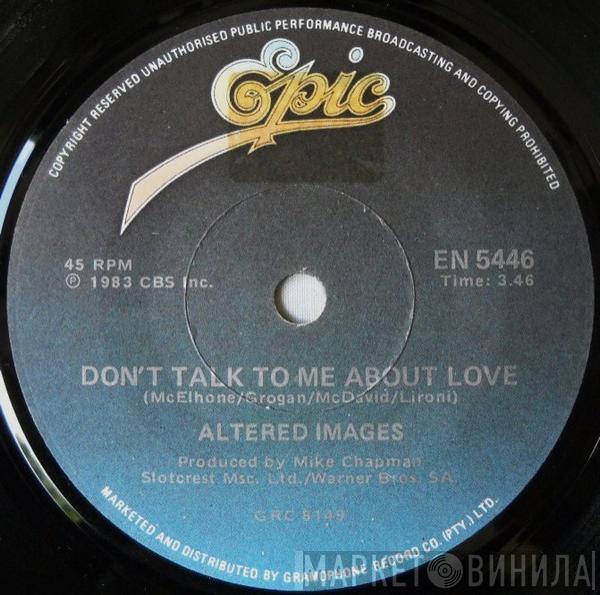 COPYRIGHT RESERVED UNAUTHORISED PUBLIC PERFORMANCE BROADCASTING AND COPYING PROHIBITED
Epic
45 RPM
℗ 1983 CBS Inc.
EN 5446
Time: 3.46
DON'T TALK TO ME ABOUT LOVE
(McElhone/Grogan/McDavid/Lironi)
ALTERED IMAGES
Produced by Mike Chapman
Slotcrest Msc. Ltd./Warner Bros. SA.
GRC 6149
MARKETED AND DISTRIBUTED BY GRAMOPHONE RECORD CO. (PTY.) LTD.
МАРКЕТ ВИНИЛА